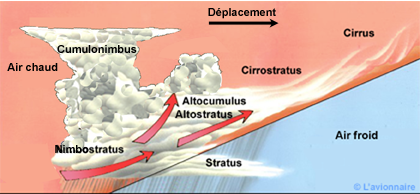 Déplacement
Cumulonimbus
Cirrus
Air chaud
Cirrostratus
Altocumulus
Altostratus
Air froid
Nimbostratus
Stratus
© L'avionnaire